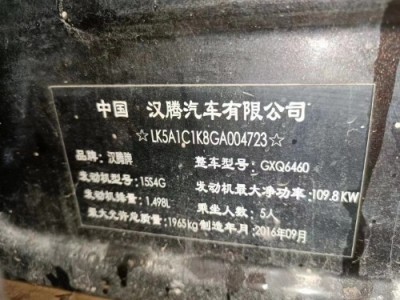 中国 汉腾汽车有限公司
☆LK5A1C1K8GA004723☆
品牌：汉腾牌 整车型号：GXQ6460
发动机型号：15S4G 发动机最大净功率：109.8KW
发动机排量：1.498L 乘坐人数：5人
最大允许总质量：1965kg 制造年月：2016年09月